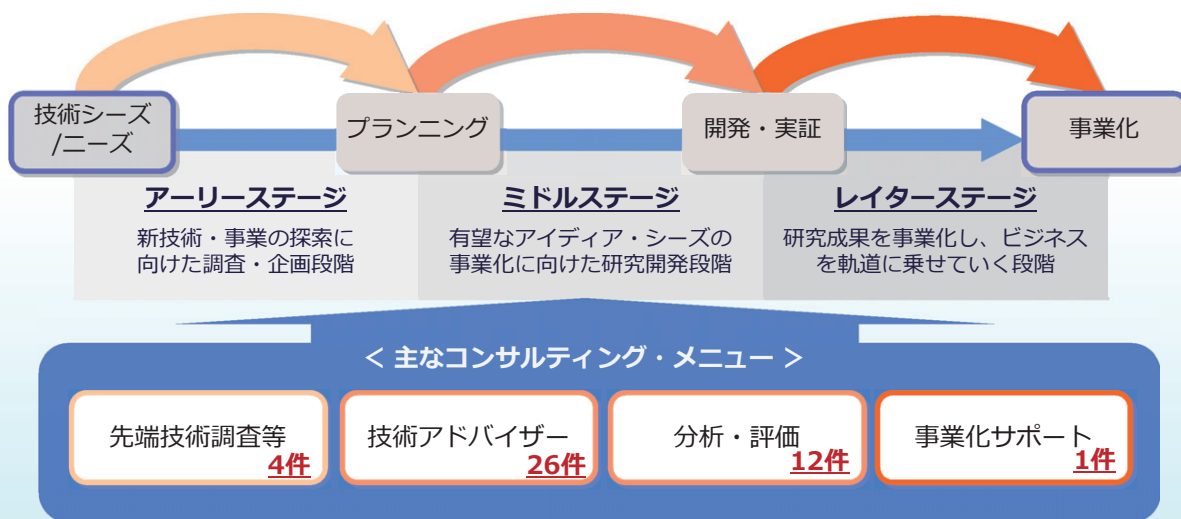 技術シーズ
/ニーズ
プランニング
開発・実証
事業化
アーリーステージ
新技術・事業の探索に
向けた調査・企画段階
ミドルステージ
有望なアイディア・シーズの
事業化に向けた研究開発段階
レイターステージ
研究成果を事業化し、ビジネス
を軌道に乗せていく段階
＜ 主なコンサルティング・メニュー ＞
先端技術調査等
4件
技術アドバイザー
26件
分析・評価
12件
事業化サポート
1件